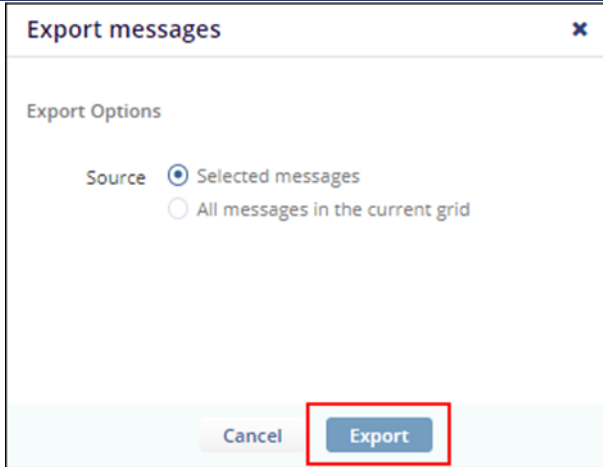 Export messages
Export Options
Source Selected messages
All messages in the current grid
Cancel Export